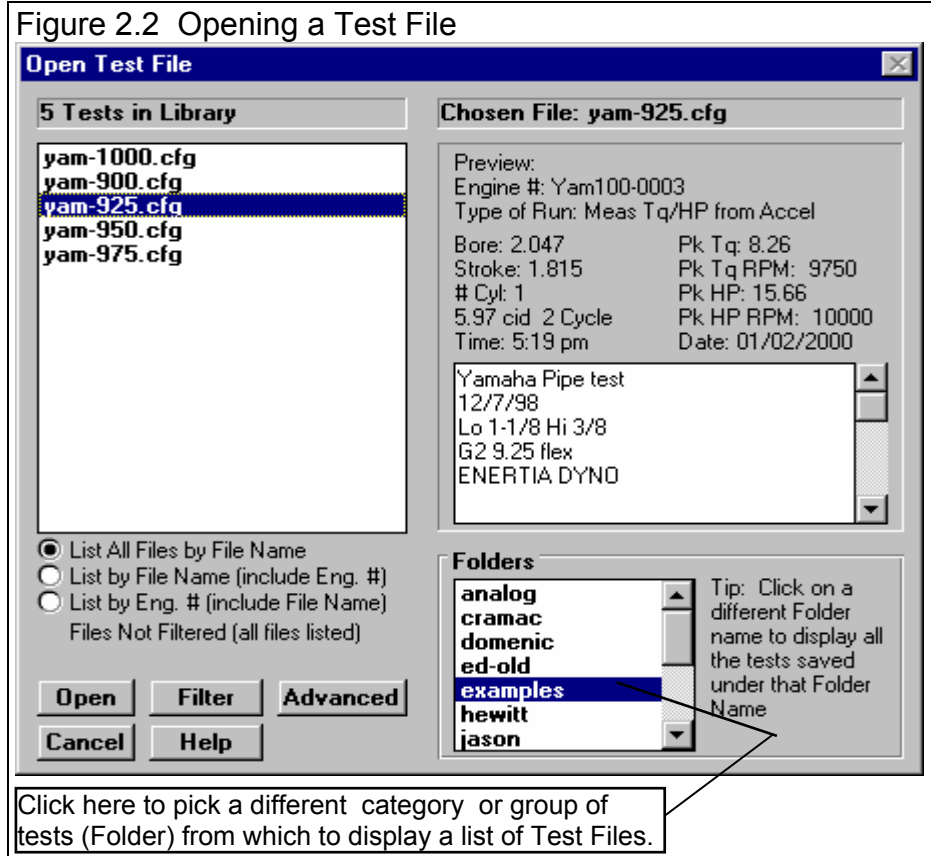 Figure 2.2  Opening a Test File
Open Test File
5 Tests in Library
yam-1000.cfg
yam-900.cfg
yam-925.cfg
yam-950.cfg
yam-975.cfg
List All Files by File Name
List by File Name (include Eng. #)
List by Eng. # (include File Name)
Files Not Filtered (all files listed)
Open
Filter
Advanced
Cancel
Help
Chosen File: yam-925.cfg
Preview:
Engine #: Yam100-0003
Type of Run: Meas Tq/HP from Accel
Bore: 2.047
Stroke: 1.815
# Cyl: 1
5.97 cid  2 Cycle
Time: 5:19 pm
Pk Tq: 8.26
Pk Tq RPM:  9750
Pk HP: 15.66
Pk HP RPM:  10000
Date: 01/02/2000
Yamaha Pipe test
12/7/98
Lo 1-1/8 Hi 3/8
G2 9.25 flex
ENERTIA DYNO
Folders
analog
cramac
domenic
ed-old
examples
hewitt
jason
Tip:  Click on a
different Folder
name to display all
the tests saved
under that Folder
Name
Click here to pick a different  category  or group of
tests (Folder) from which to display a list of Test Files.